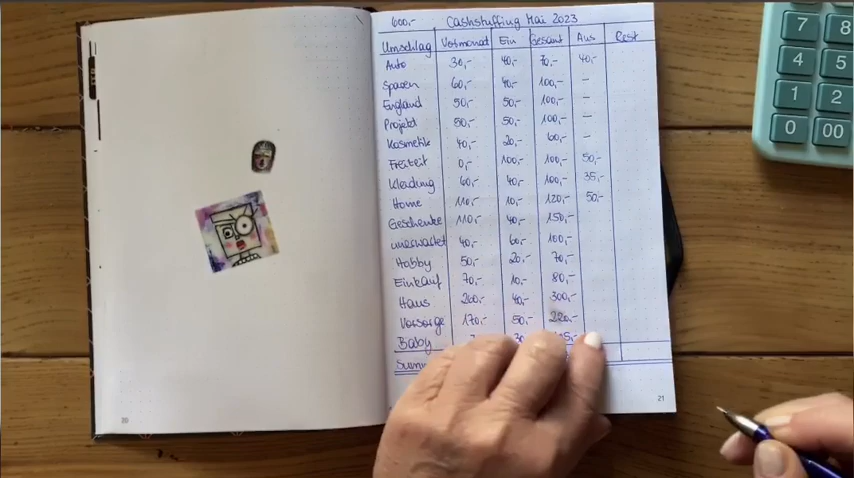 600,- Cashstuffing Mai 2023
Umschlag Vormonat Ein Gesamt Aus Rest
Auto 30,- 40,- 70,- 40,-
Sparen 60,- 40,- 100,- -
England 50,- 50,- 100,- -
Projekt 50,- 50,- 100,- -
Kosmetik 40,- 20,- 60,- -
Freizeit 0,- 100,- 100,- 50,-
Kleidung 60,- 40,- 100,- 35,-
Home 110,- 10,- 120,- 50,-
Geschenke 110,- 40,- 150,-
unerwartet 40,- 60,- 100,-
Hobby 50,- 20,- 70,-
Einkauf 70,- 10,- 80,-
Haus 260,- 40,- 300,-
Vorsorge 170,- 50,- 220,-
Baby
20
21
7 8
4 5
1 2
0 00